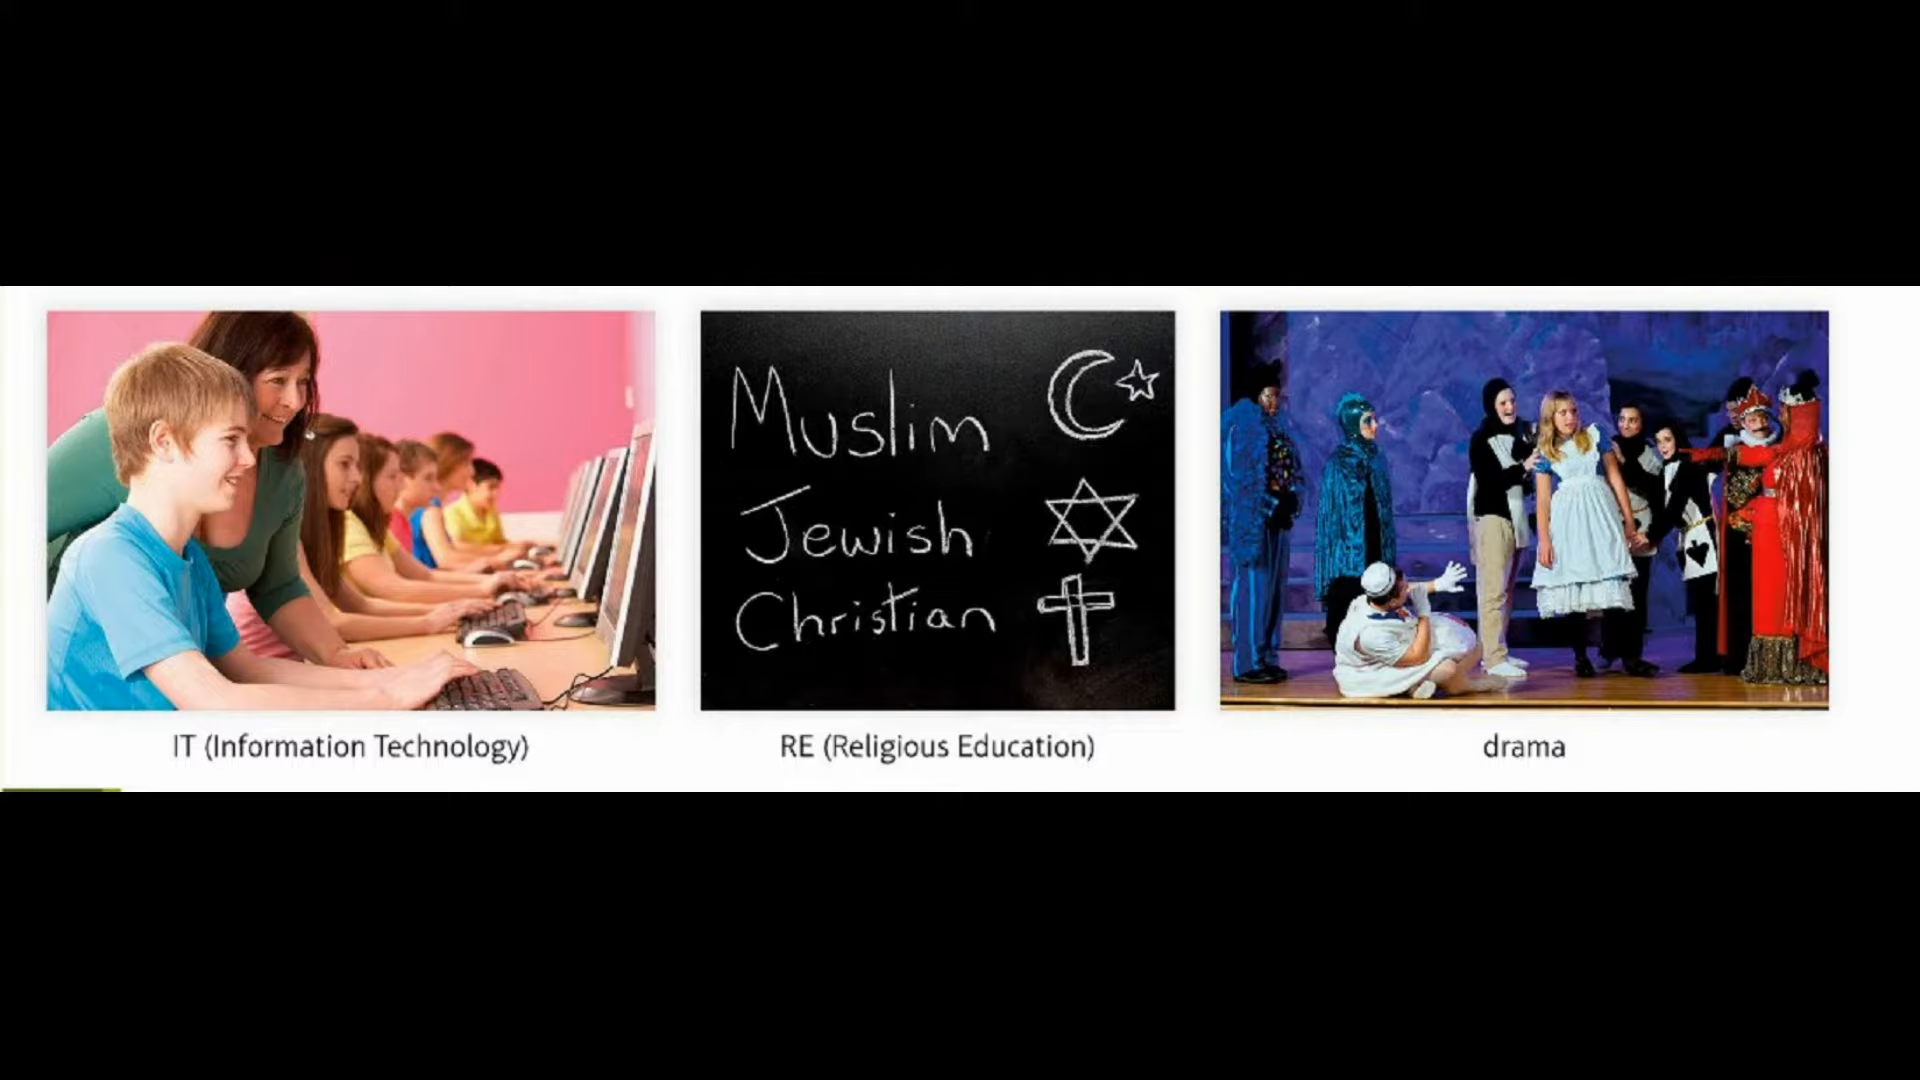 Muslim
Jewish
Christian
IT (Information Technology)
RE (Religious Education)
drama